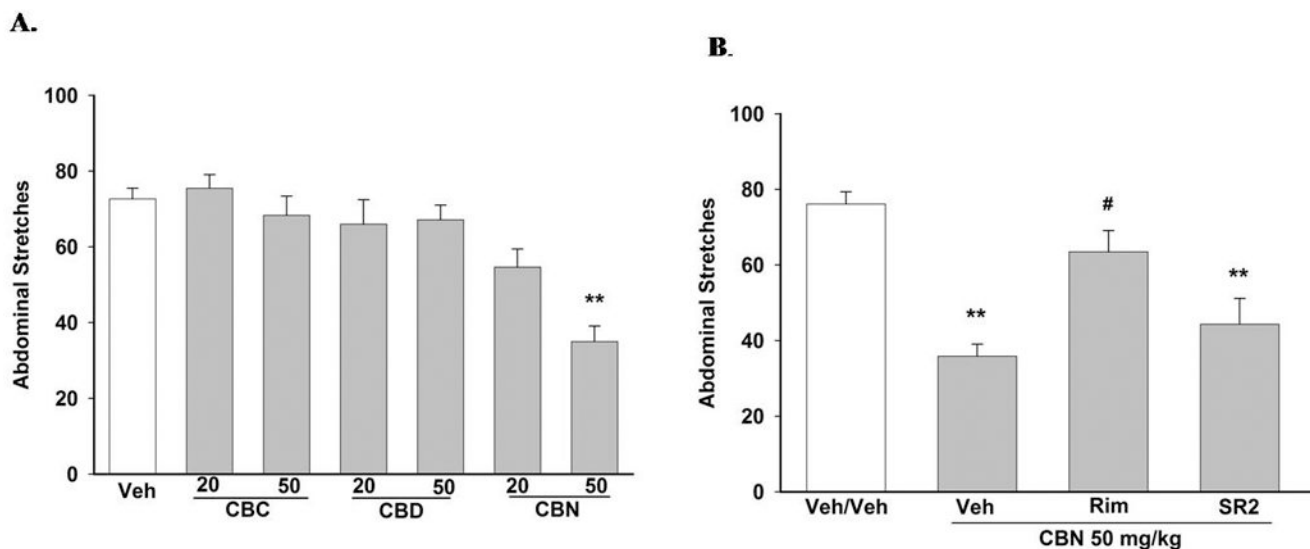 A.
100
80
60
40
20
0
Abdominal Stretches
**
Veh
20 50 20 50 20 50
CBC CBD CBN
B.
100
80
60
40
20
0
Abdominal Stretches
**
#
**
Veh/Veh Veh Rim SR2
CBN 50 mg/kg